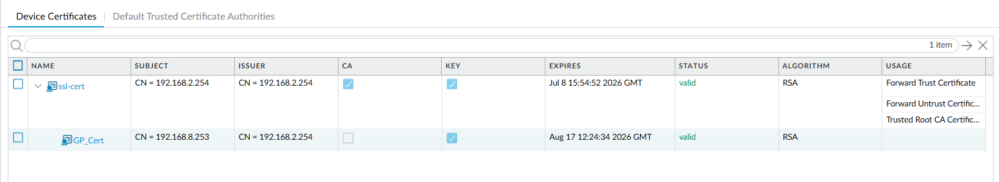 Device Certificates Default Trusted Certificate Authorities
1 item
NAME SUBJECT ISSUER CA KEY EXPIRES STATUS ALGORITHM USAGE
ssl-cert CN = 192.168.2.254 CN = 192.168.2.254 Jul 8 15:54:52 2026 GMT valid RSA Forward Trust Certificate
Forward Untrust Certific...
Trusted Root CA Certific...
GP_Cert CN = 192.168.8.253 CN = 192.168.2.254 Aug 17 12:24:34 2026 GMT valid RSA